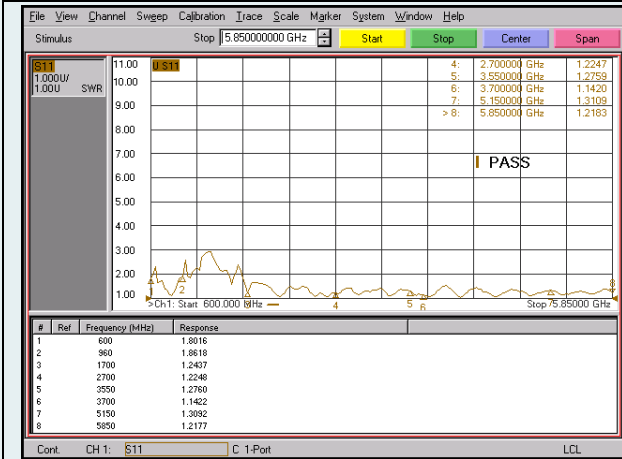 File View Channel Sweep Calibration Trace Scale Marker System Window Help
Stimulus Stop 5.850000000 GHz Start Stop Center Span
S11
1.000U/
1.00U SWR
11.00
10.00
9.00
8.00
7.00
6.00
5.00
4.00
3.00
2.00
1.00
U S11
4: 2.700000 GHz 1.2247
5: 3.550000 GHz 1.2759
6: 3.700000 GHz 1.1420
7: 5.150000 GHz 1.3109
> 8: 5.850000 GHz 1.2183
PASS
2
4
5
6
7
8
>Ch1: Start 600.000 MHz
Stop 5.85000 GHz
# Ref Frequency (MHz) Response
1 600 1.8016
2 960 1.8618
3 1700 1.2437
4 2700 1.2248
5 3550 1.2760
6 3700 1.1422
7 5150 1.3092
8 5850 1.2177
Cont. CH 1: S11 C 1-Port LCL